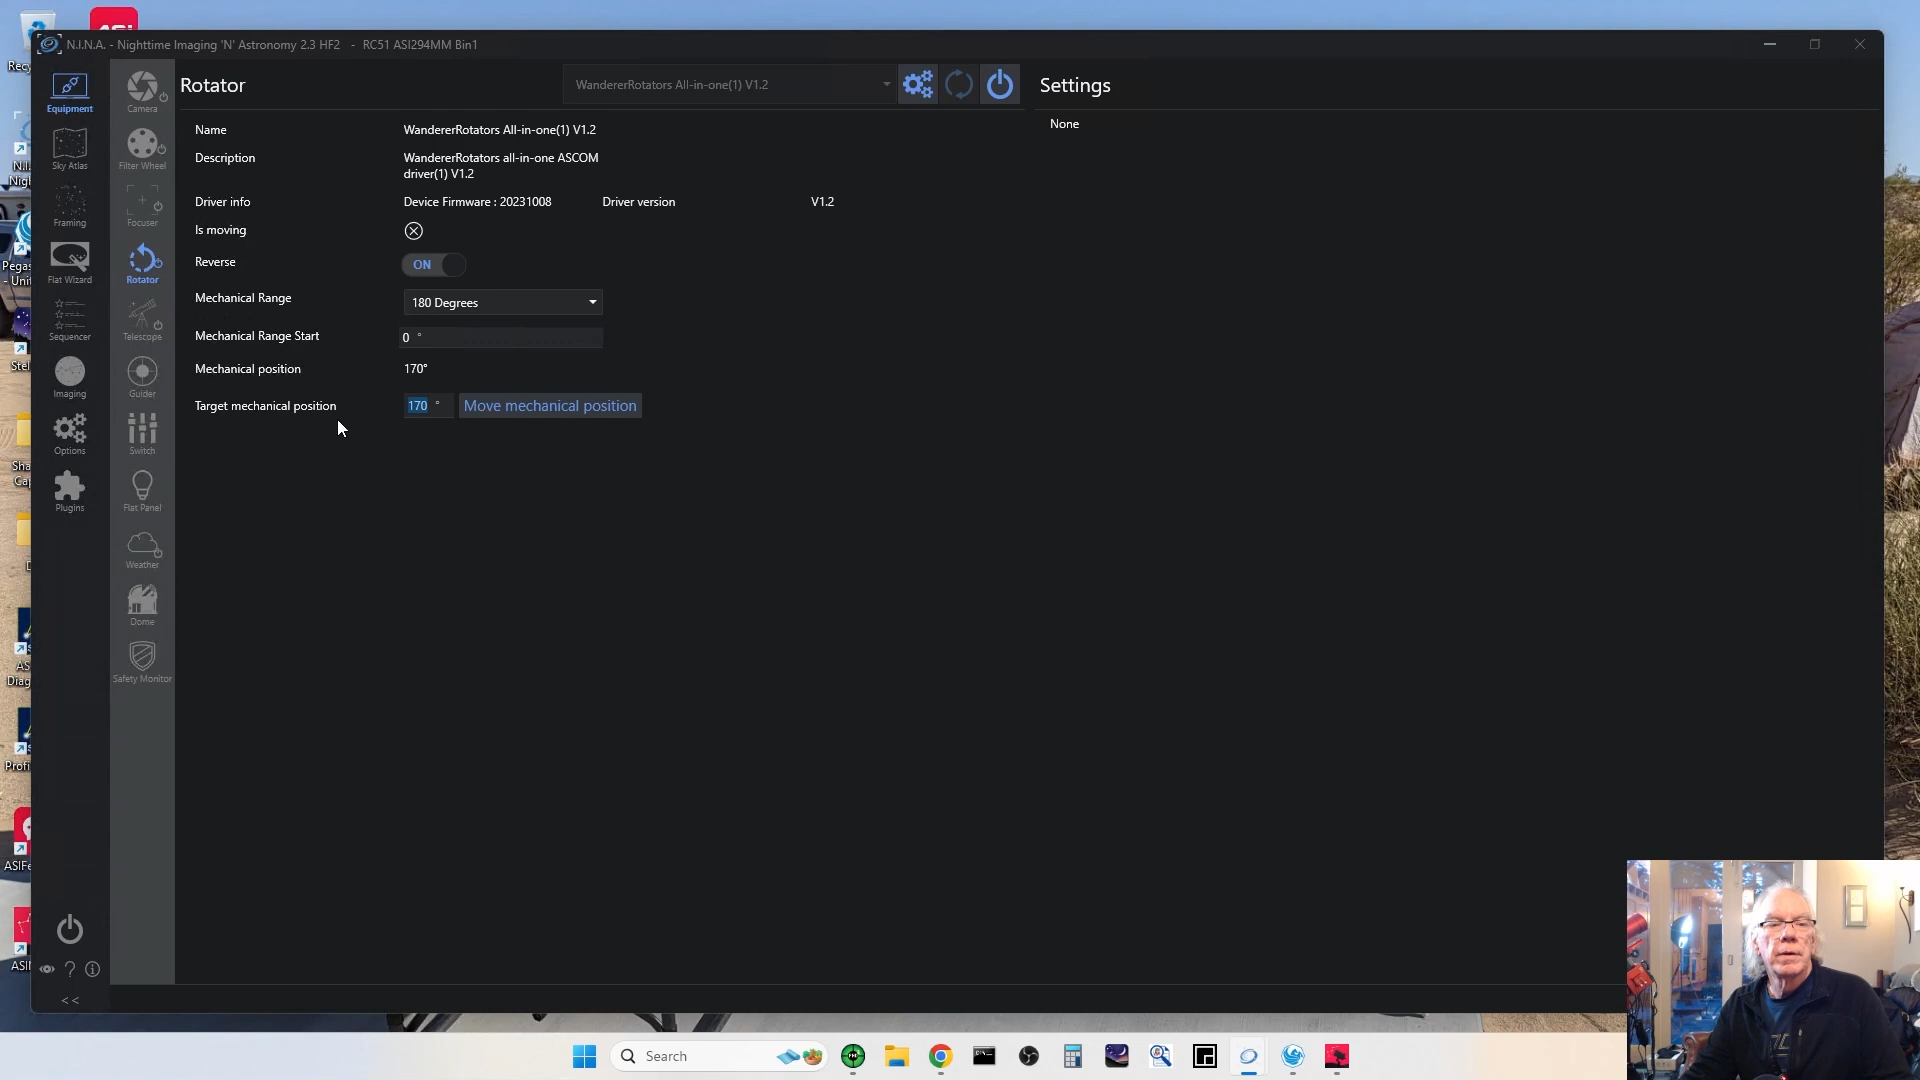 ASI
N.I.N.A. - Nighttime Imaging 'N' Astronomy 2.3 HF2 - RC51 ASI294MM Bin1
Equipment
Sky Atlas
Framing
Flat Wizard
Sequencer
Imaging
Options
Plugins
<<
Camera
Filter Wheel
Focuser
Rotator
Telescope
Guider
Switch
Flat Panel
Weather
Dome
Safety Monitor
Rotator
WandererRotators All-in-one(1) V1.2
Settings
None
Name WandererRotators All-in-one(1) V1.2
Description WandererRotators all-in-one ASCOM
driver(1) V1.2
Driver info Device Firmware : 20231008 Driver version V1.2
Is moving
Reverse ON
Mechanical Range 180 Degrees
Mechanical Range Start 0 °
Mechanical position 170°
Target mechanical position 170 ° Move mechanical position
Search